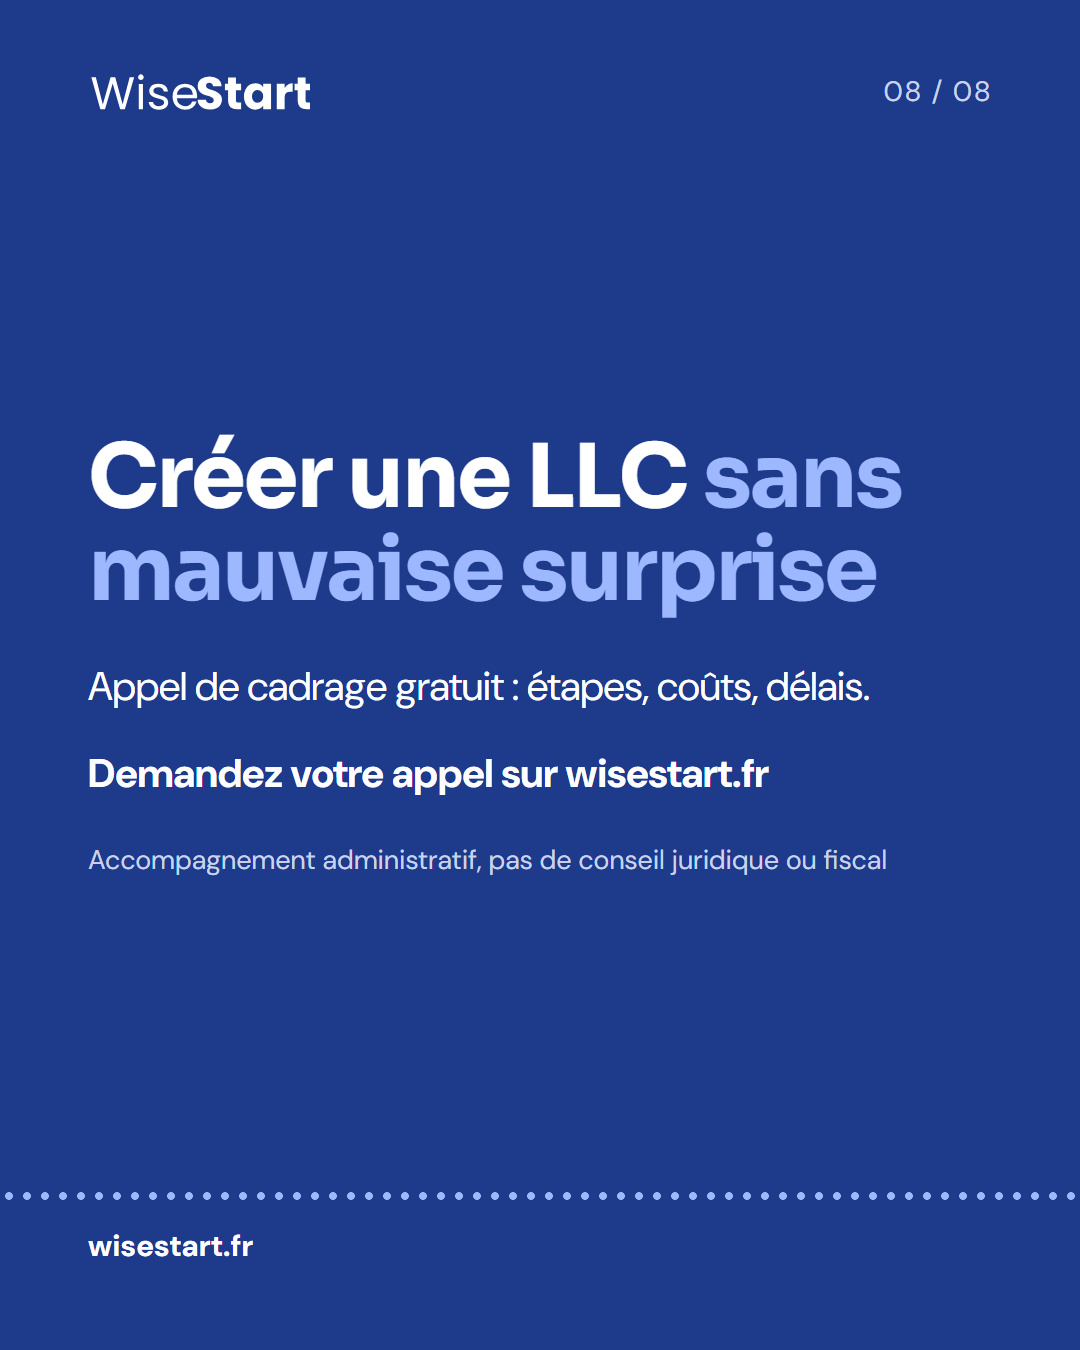 WiseStart
08 / 08
Créer une LLC sans
mauvaise surprise
Appel de cadrage gratuit : étapes, coûts, délais.
Demandez votre appel sur wisestart.fr
Accompagnement administratif, pas de conseil juridique ou fiscal
wisestart.fr